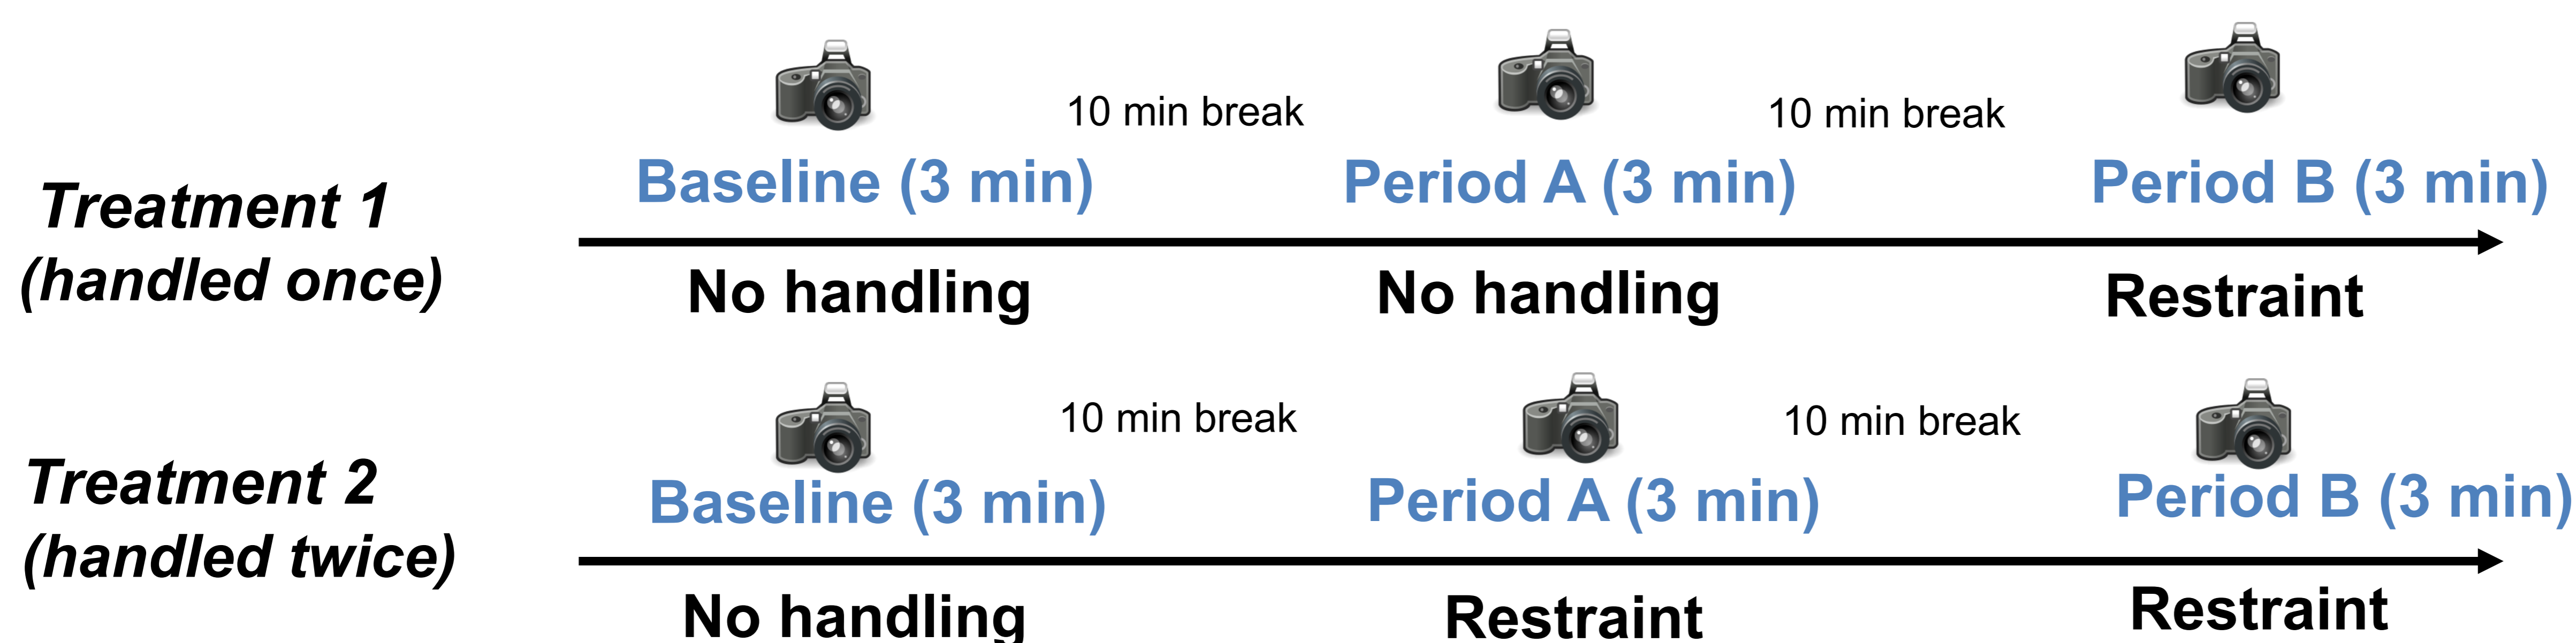 10 min break
10 min break
Baseline (3 min)
Period A (3 min)
Period B (3 min)
Treatment 1
(handled once)
No handling
No handling
Restraint
10 min break
10 min break
Baseline (3 min)
Period A (3 min)
Period B (3 min)
Treatment 2
(handled twice)
No handling
Restraint
Restraint